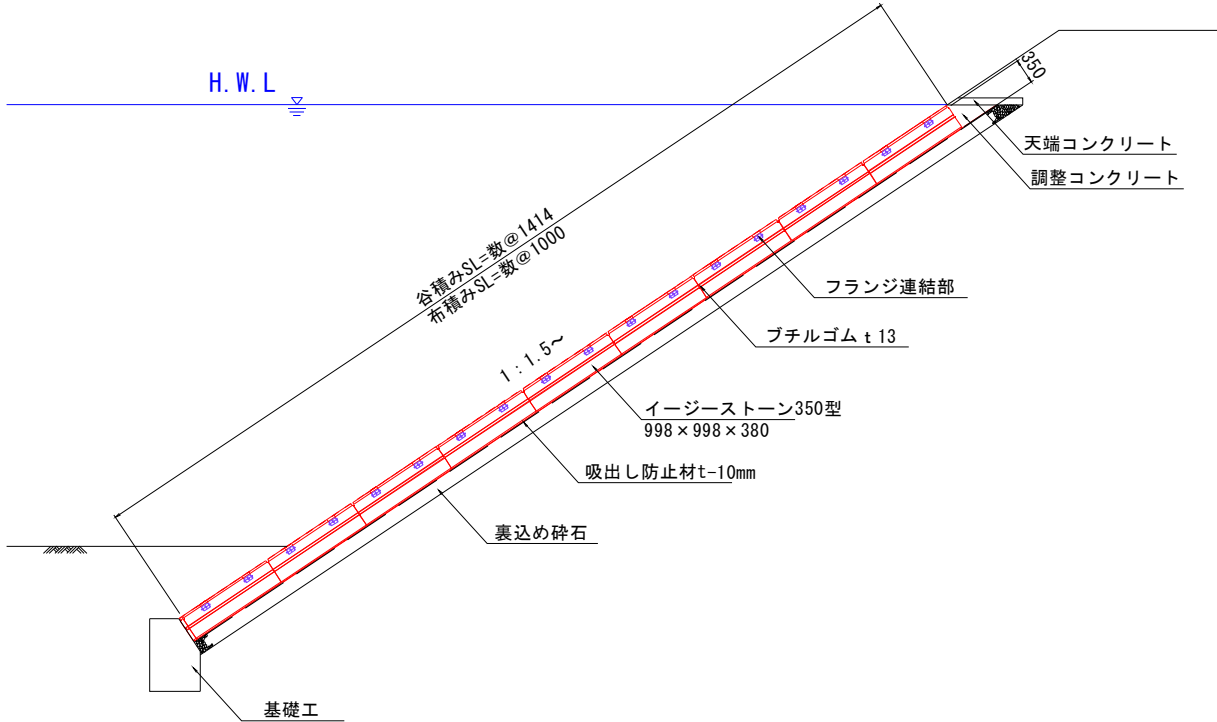 H.W.L
350
天端コンクリート
調整コンクリート
谷積みSL=数@1414
布積みSL=数@1000
フランジ連結部
ブチルゴム t 13
1 : 1.5～
イージーストーン350型
998×998×380
吸出し防止材t-10mm
裏込め砕石
基礎工